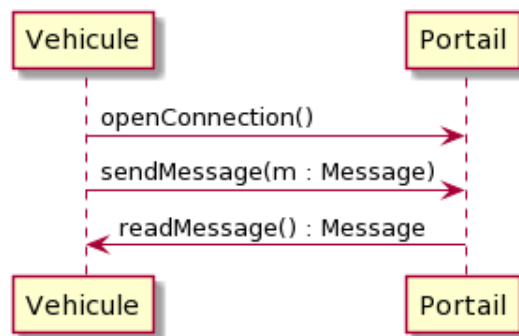 Vehicule Portail
openConnection()
sendMessage(m : Message)
readMessage() : Message
Vehicule Portail